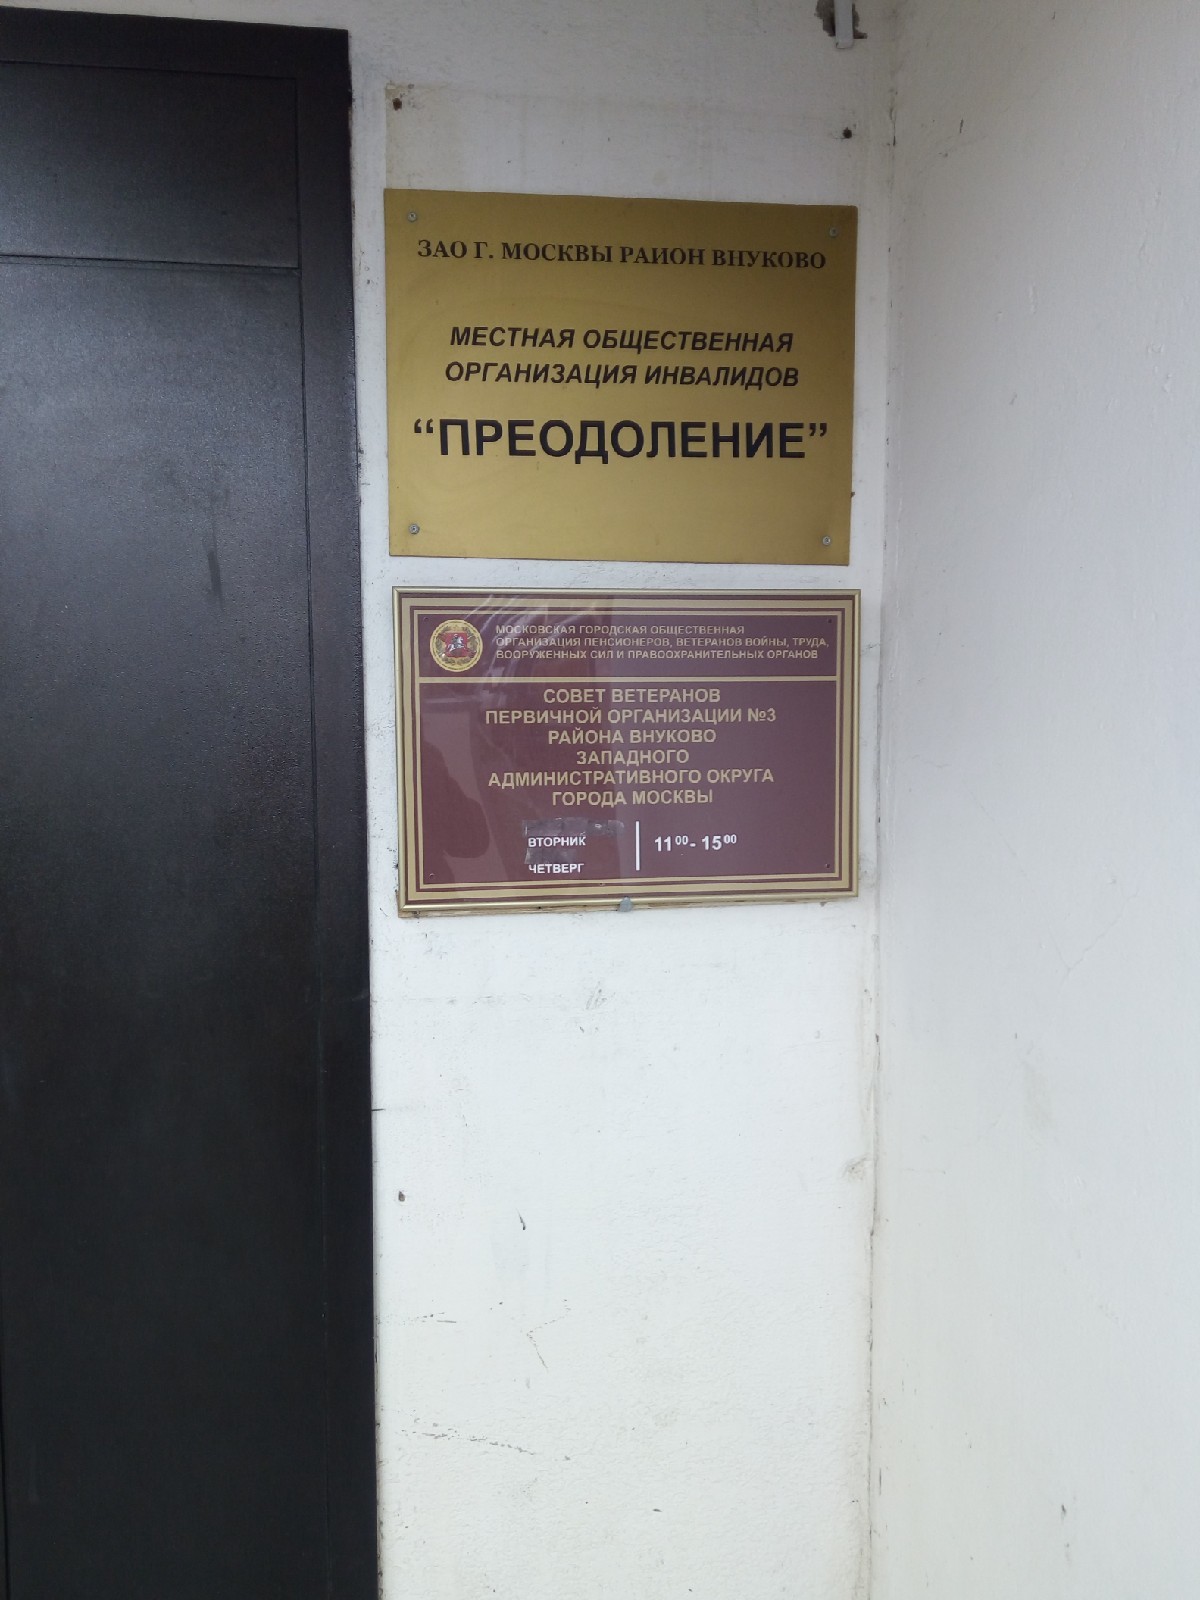 ЗАО Г. МОСКВЫ РАЙОН ВНУКОВО
МЕСТНАЯ ОБЩЕСТВЕННАЯ
ОРГАНИЗАЦИЯ ИНВАЛИДОВ
“ПРЕОДОЛЕНИЕ”
МОСКОВСКАЯ ГОРОДСКАЯ ОБЩЕСТВЕННАЯ
ОРГАНИЗАЦИЯ ПЕНСИОНЕРОВ, ВЕТЕРАНОВ ВОЙНЫ, ТРУДА,
ВООРУЖЕННЫХ СИЛ И ПРАВООХРАНИТЕЛЬНЫХ ОРГАНОВ
СОВЕТ ВЕТЕРАНОВ
ПЕРВИЧНОЙ ОРГАНИЗАЦИИ №3
РАЙОНА ВНУКОВО
ЗАПАДНОГО
АДМИНИСТРАТИВНОГО ОКРУГА
ГОРОДА МОСКВЫ
ВТОРНИК 11⁰⁰- 15⁰⁰
ЧЕТВЕРГ